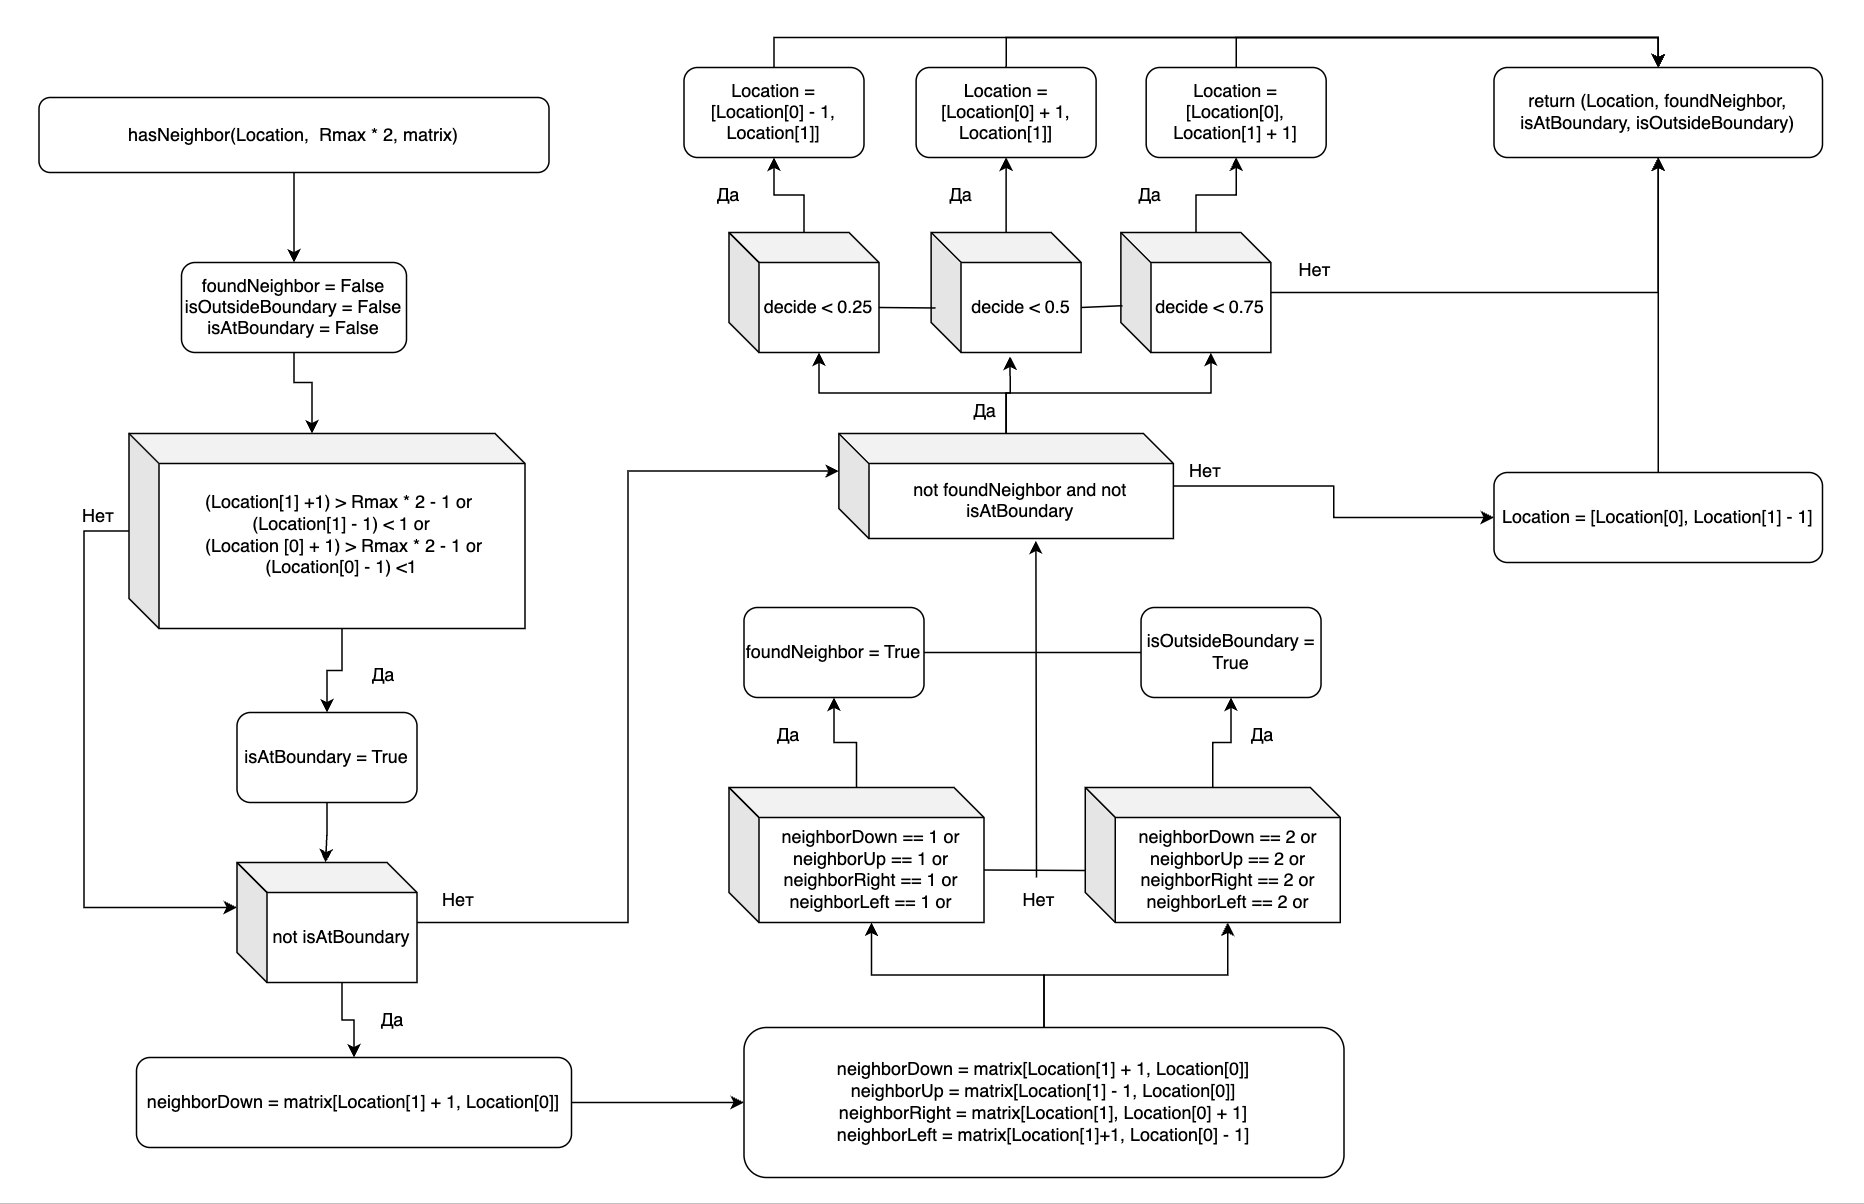 hasNeighbor(Location,  Rmax * 2, matrix)
foundNeighbor = False
isOutsideBoundary = False
isAtBoundary = False
(Location[1] +1) > Rmax * 2 - 1 or
(Location[1] - 1) < 1 or
(Location [0] + 1) > Rmax * 2 - 1 or
(Location[0] - 1) <1
Нет
Да
isAtBoundary = True
not isAtBoundary
Нет
Да
neighborDown = matrix[Location[1] + 1, Location[0]]
neighborDown = matrix[Location[1] + 1, Location[0]]
neighborUp = matrix[Location[1] - 1, Location[0]]
neighborRight = matrix[Location[1], Location[0] + 1]
neighborLeft = matrix[Location[1]+1, Location[0] - 1]
neighborDown == 1 or
neighborUp == 1 or
neighborRight == 1 or
neighborLeft == 1 or
Нет
neighborDown == 2 or
neighborUp == 2 or
neighborRight == 2 or
neighborLeft == 2 or
Да
Да
foundNeighbor = True
isOutsideBoundary =
True
not foundNeighbor and not
isAtBoundary
Нет
Location = [Location[0], Location[1] - 1]
Да
decide < 0.25
decide < 0.5
decide < 0.75
Нет
Да
Да
Да
Location =
[Location[0] - 1,
Location[1]]
Location =
[Location[0] + 1,
Location[1]]
Location =
[Location[0],
Location[1] + 1]
return (Location, foundNeighbor,
isAtBoundary, isOutsideBoundary)